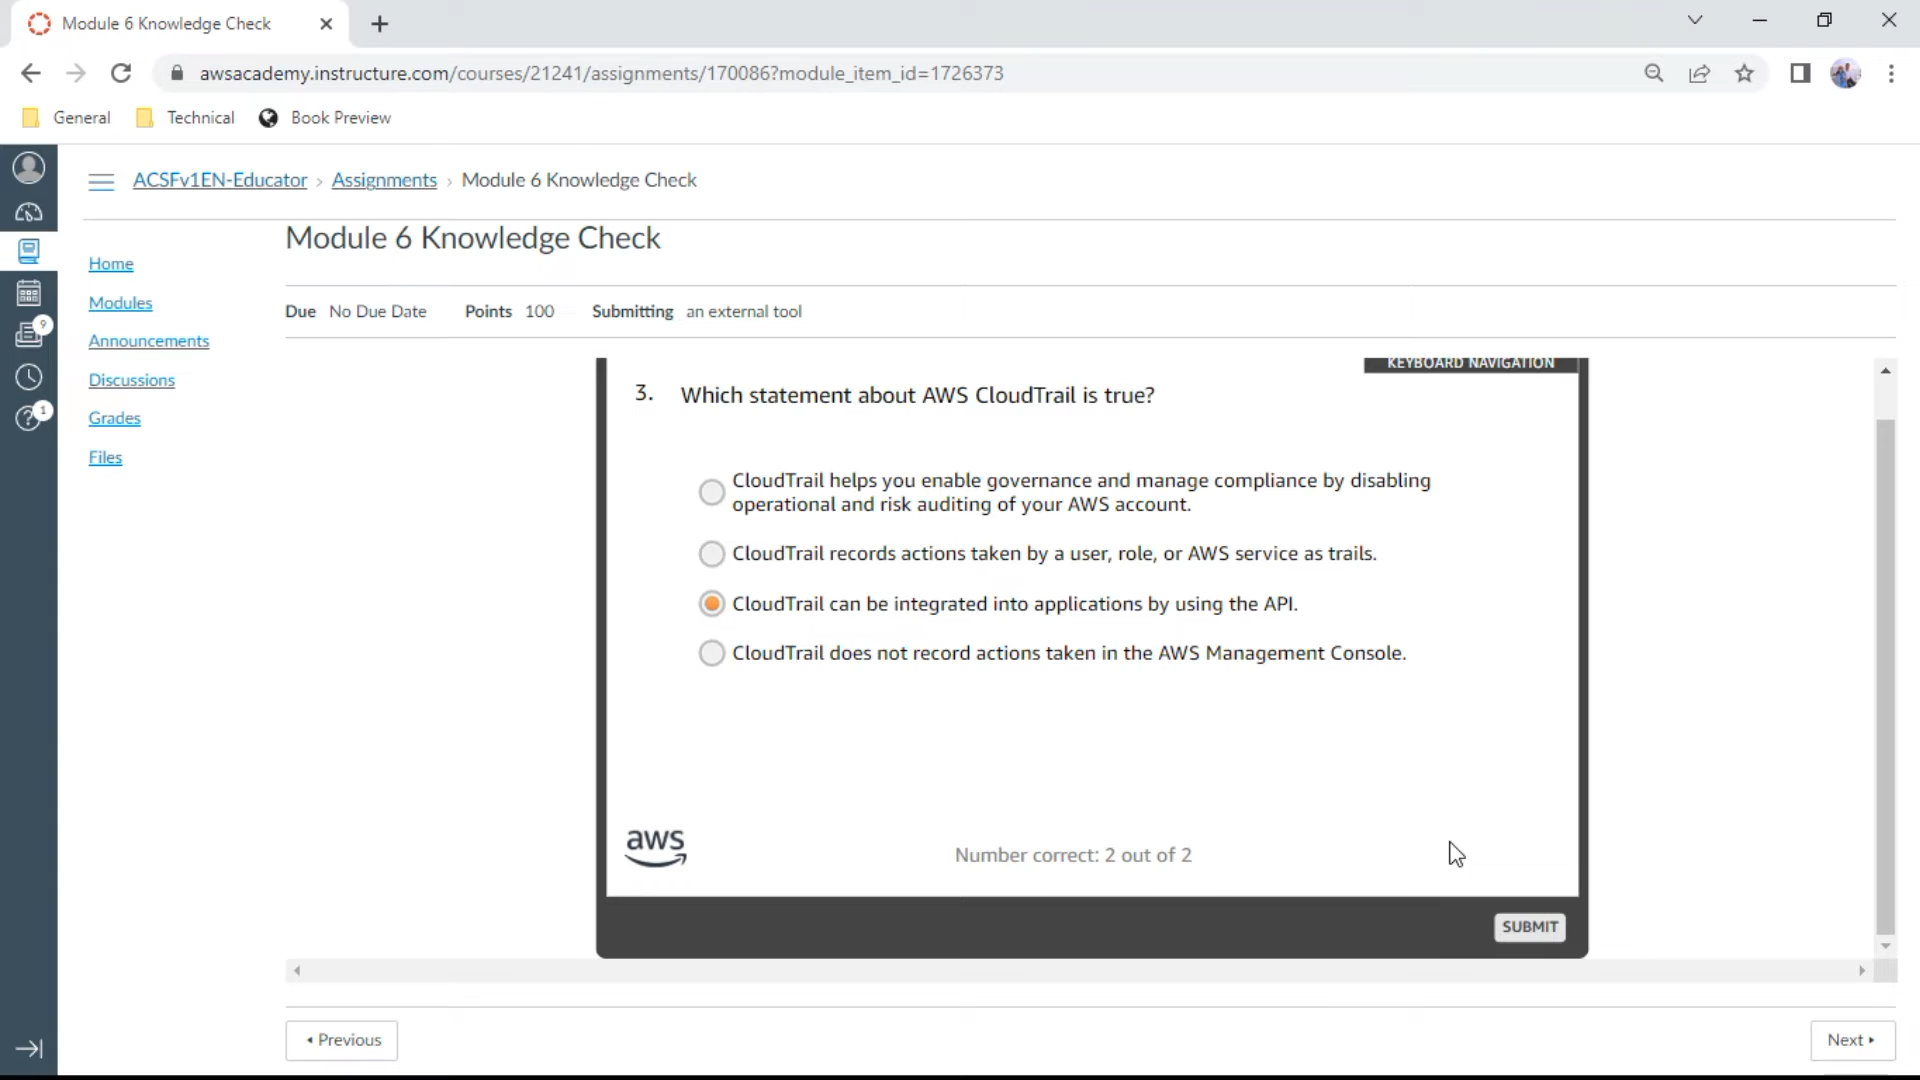 Module 6 Knowledge Check
awsacademy.instructure.com/courses/21241/assignments/170086?module_item_id=1726373
General Technical Book Preview
ACSFv1EN-Educator › Assignments › Module 6 Knowledge Check
Module 6 Knowledge Check
Home
Modules
Announcements
Discussions
Grades
Files
9
1
Due No Due Date Points 100 Submitting an external tool
KEYBOARD NAVIGATION
3. Which statement about AWS CloudTrail is true?
CloudTrail helps you enable governance and manage compliance by disabling
operational and risk auditing of your AWS account.
CloudTrail records actions taken by a user, role, or AWS service as trails.
CloudTrail can be integrated into applications by using the API.
CloudTrail does not record actions taken in the AWS Management Console.
aws
Number correct: 2 out of 2
SUBMIT
Previous
Next